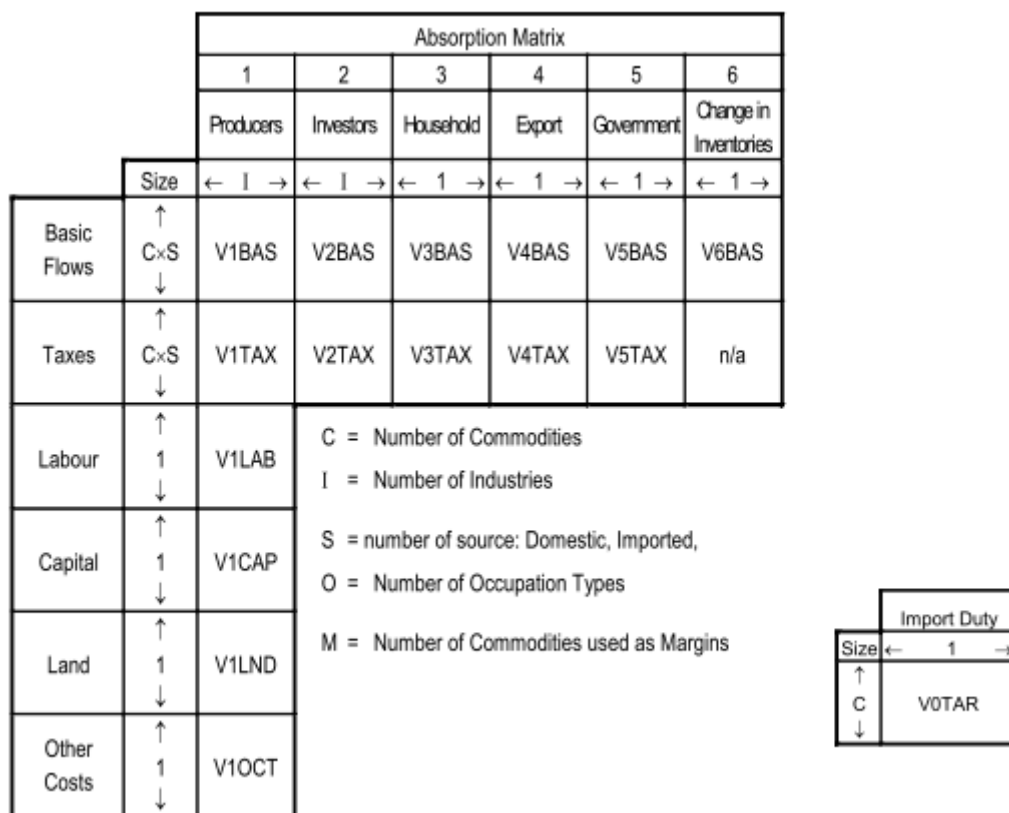 Absorption Matrix
1 2 3 4 5 6
Producers Investors Household Export Government Change in Inventories
Size ← I → ← I → ← 1 → ← 1 → ← 1 → ← 1 →
Basic Flows ↑ C×S ↓ V1BAS V2BAS V3BAS V4BAS V5BAS V6BAS
Taxes ↑ C×S ↓ V1TAX V2TAX V3TAX V4TAX V5TAX n/a
Labour ↑ 1 ↓ V1LAB
Capital ↑ 1 ↓ V1CAP
Land ↑ 1 ↓ V1LND
Other Costs ↑ 1 ↓ V1OCT
C = Number of Commodities
I = Number of Industries
S = number of source: Domestic, Imported,
O = Number of Occupation Types
M = Number of Commodities used as Margins
Import Duty
Size ← 1 →
↑ C ↓ V0TAR